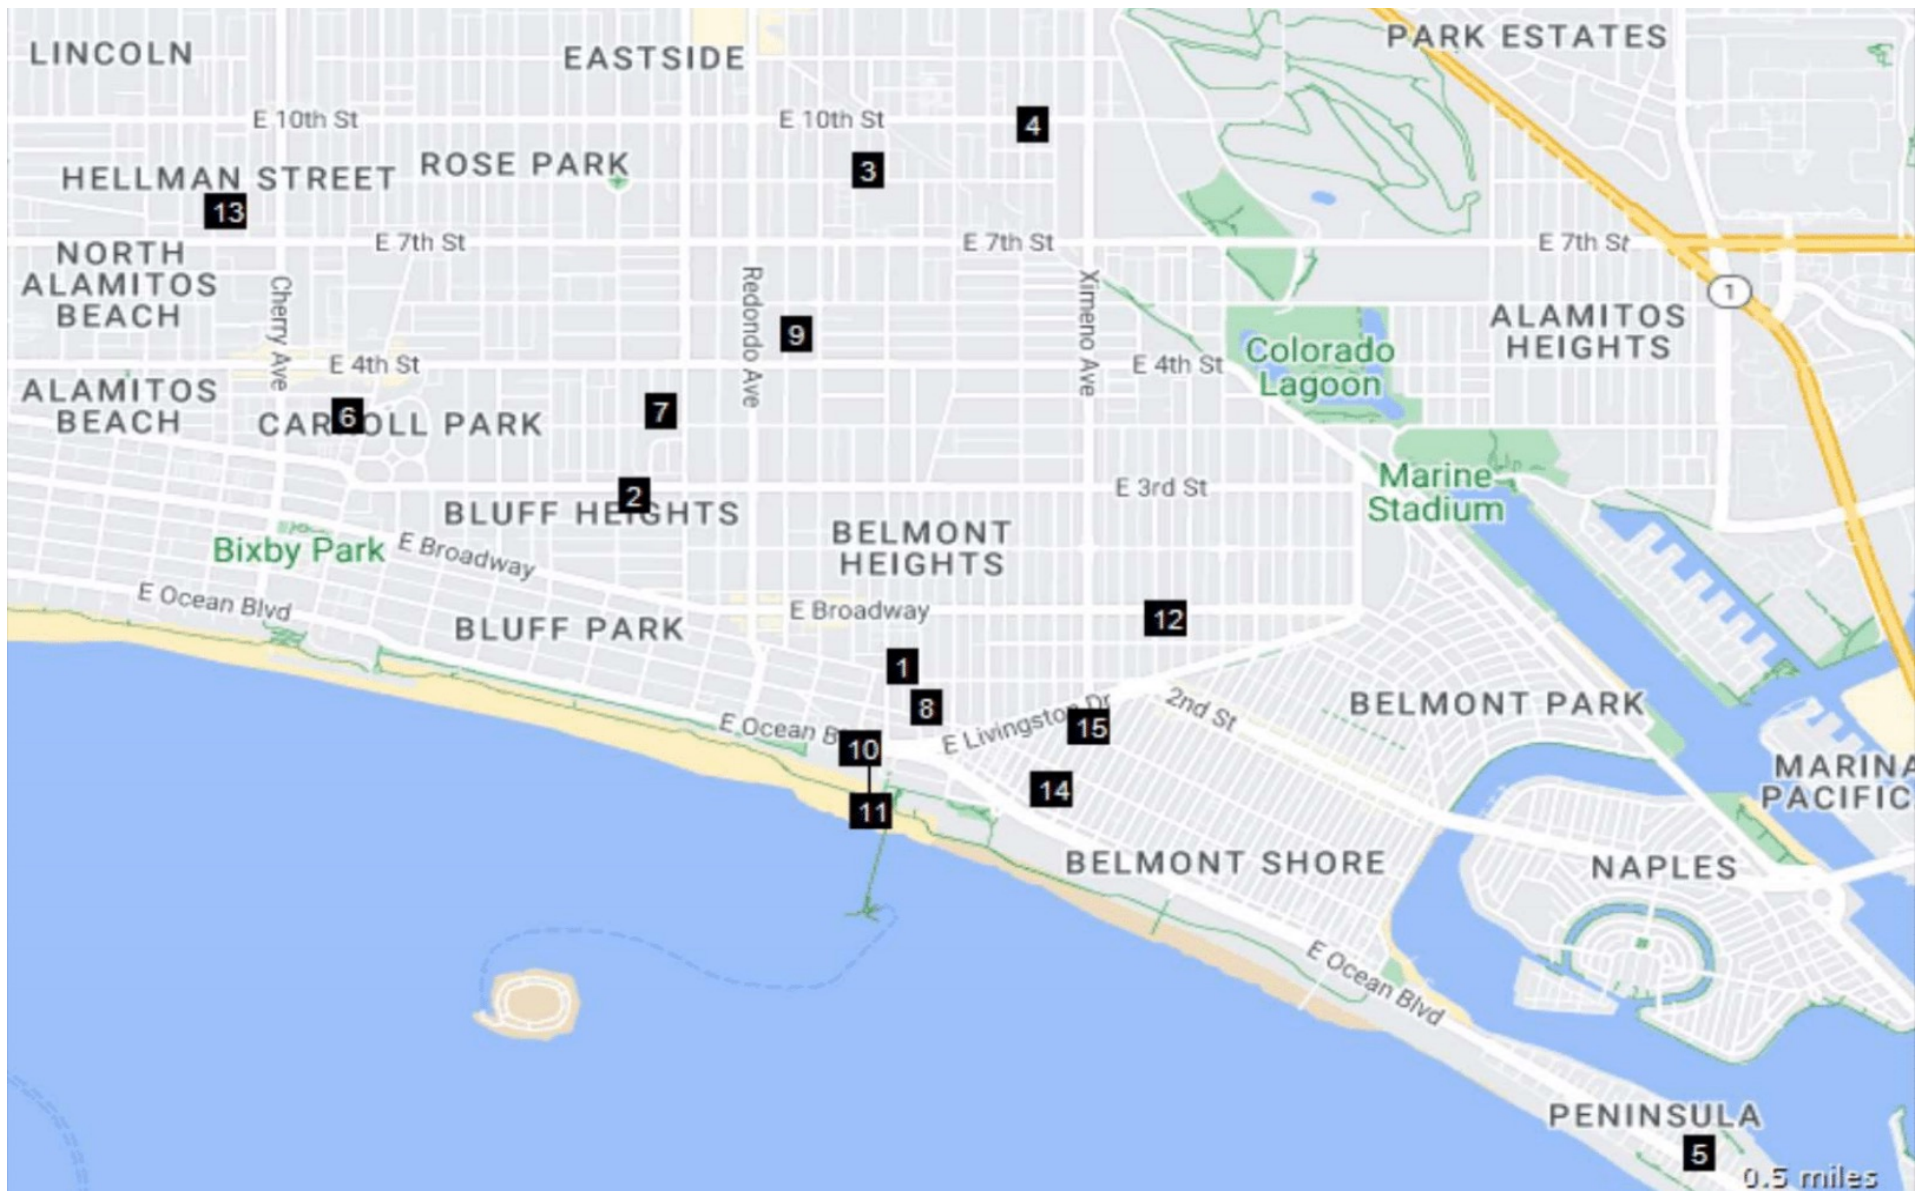 PARK ESTATES
LINCOLN
EASTSIDE
E 10th St
E 10th St
4
HELLMAN STREET
ROSE PARK
3
13
E 7th St
E 7th St
E 7th St
NORTH
ALAMITOS
BEACH
Cherry Ave
Redondo Ave
Ximeno Ave
1
9
ALAMITOS
HEIGHTS
Colorado
Lagoon
E 4th St
E 4th St
ALAMITOS
BEACH
6
CARROLL PARK
7
Marine
Stadium
E 3rd St
2
BLUFF HEIGHTS
BELMONT
HEIGHTS
Bixby Park
E Broadway
E Ocean Blvd
E Broadway
12
BLUFF PARK
1
8
E Livingston Dr
2nd St
BELMONT PARK
15
E Ocean B
10
MARINA
PACIFIC
14
11
BELMONT SHORE
NAPLES
E Ocean Blvd
PENINSULA
5
0.5 miles